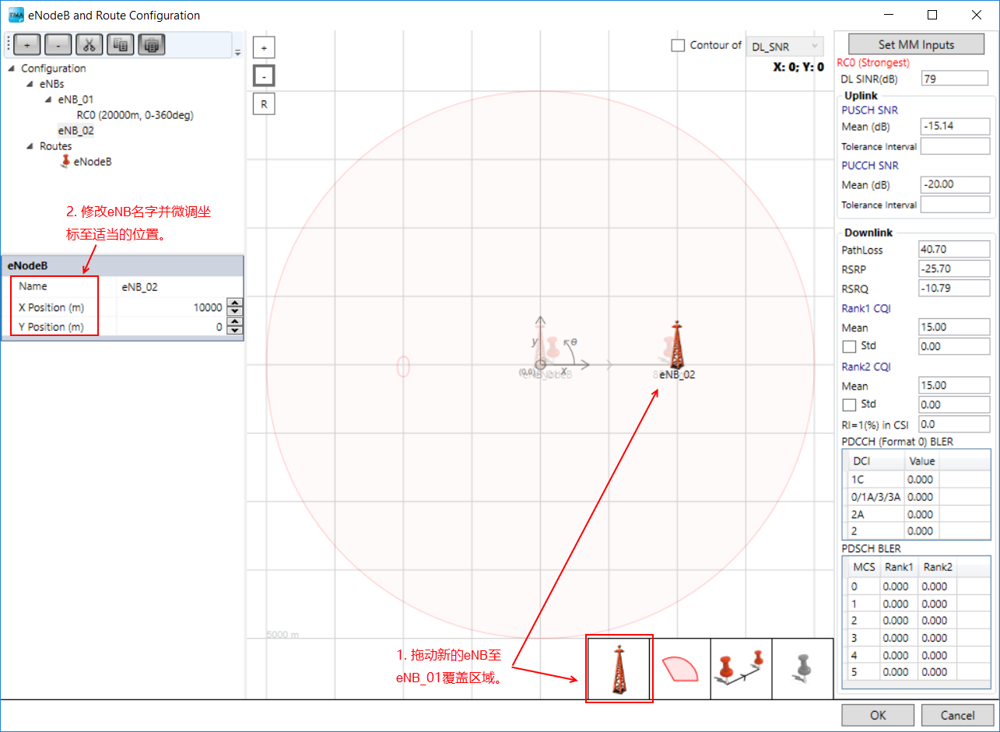 TMA eNodeB and Route Configuration
+ -
Configuration
eNBs
eNB_01
RC0 (20000m, 0-360deg)
eNB_02
Routes
eNodeB
2. 修改eNB名字并微调坐
标至适当的位置。
eNodeB
Name eNB_02
X Position (m) 10000
Y Position (m) 0
+
-
R
Contour of DL_SNR
X: 0; Y: 0
0
y θ
(0,0) x
eNB_02
5000 m
1. 拖动新的eNB至
eNB_01覆盖区域。
Set MM Inputs
RC0 (Strongest)
DL SINR(dB) 79
Uplink
PUSCH SNR
Mean (dB) -15.14
Tolerance Interval
PUCCH SNR
Mean (dB) -20.00
Tolerance Interval
Downlink
PathLoss 40.70
RSRP -25.70
RSRQ -10.79
Rank1 CQI
Mean 15.00
Std 0.00
Rank2 CQI
Mean 15.00
Std 0.00
RI=1(%) in CSI 0.0
PDCCH (Format 0) BLER
DCI Value
1C 0.000
0/1A/3/3A 0.000
2A 0.000
2 0.000
PDSCH BLER
MCS Rank1 Rank2
0 0.000 0.000
1 0.000 0.000
2 0.000 0.000
3 0.000 0.000
4 0.000 0.000
5 0.000 0.000
OK Cancel